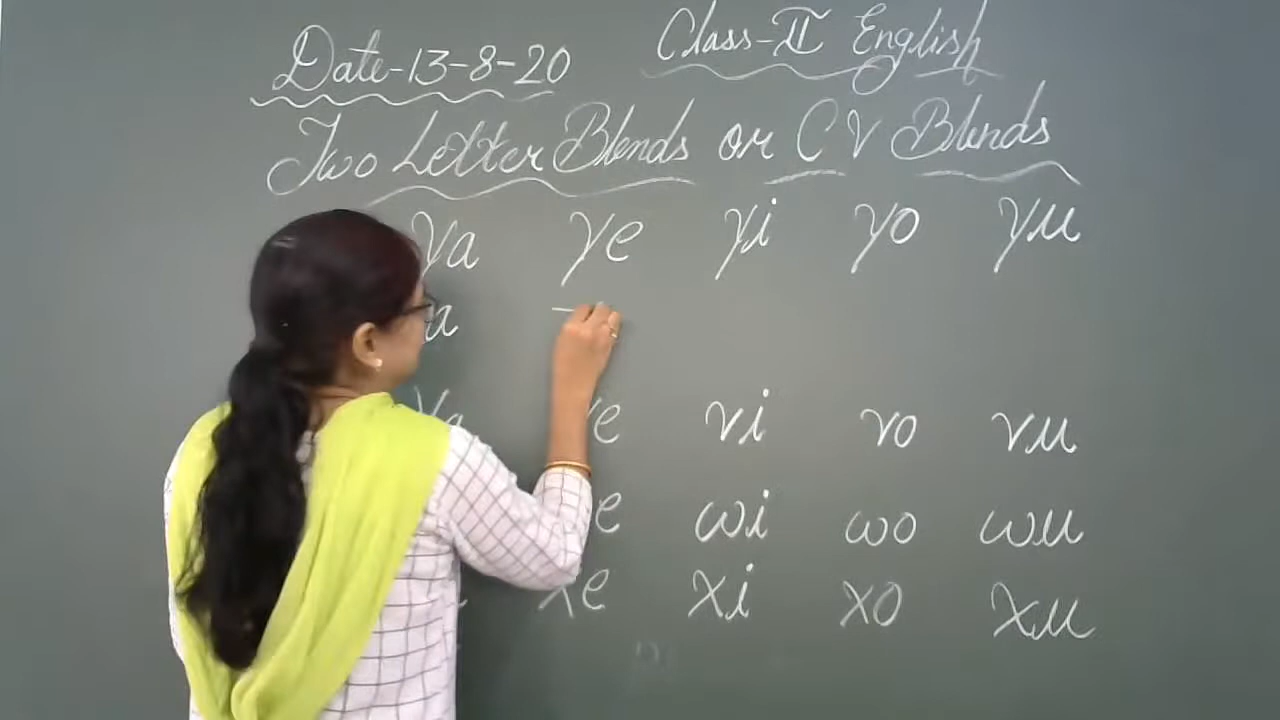 Date-13-8-20 Class-II English
Two Letter Blends or CV Blends
ya ye yi yo yu
a
va ve vi vo vu
e wi wo wu
xe xi xo xu